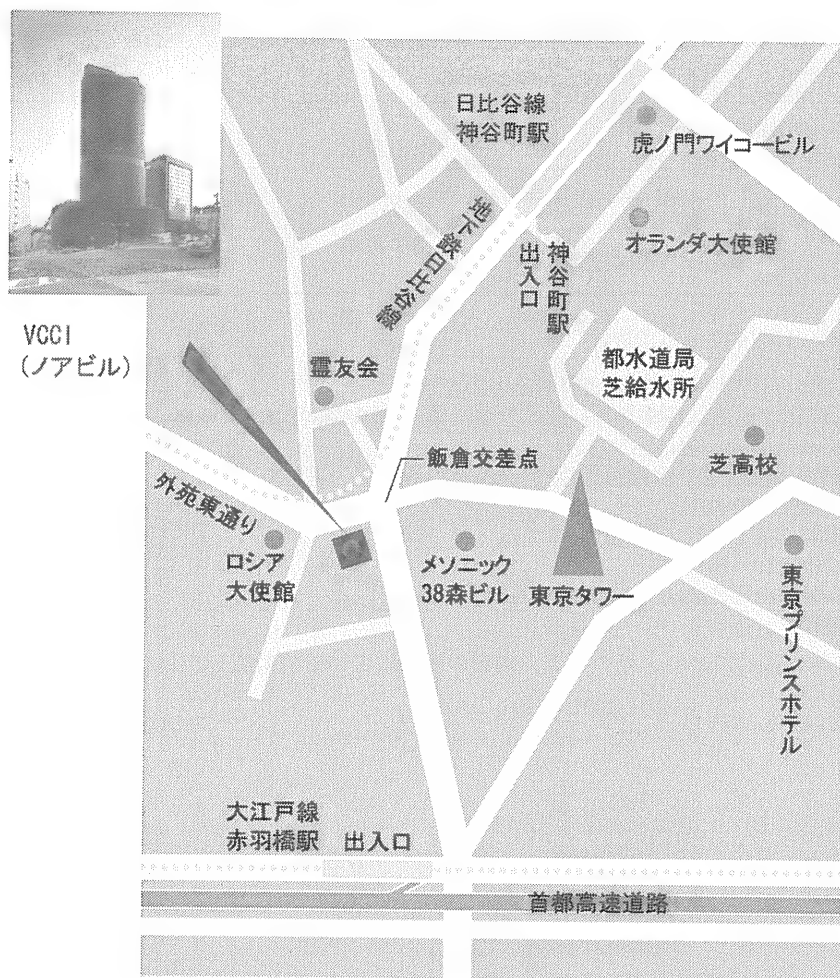 日比谷線
神谷町駅
虎ノ門ワイコービル
地下鉄日比谷線
神谷町駅
出入口
オランダ大使館
VCCI
(ノアビル)
霊友会
都水道局
芝給水所
飯倉交差点
芝高校
外苑東通り
ロシア
大使館
メソニック
38森ビル
東京タワー
東京プリンスホテル
大江戸線
赤羽橋駅 出入口
首都高速道路